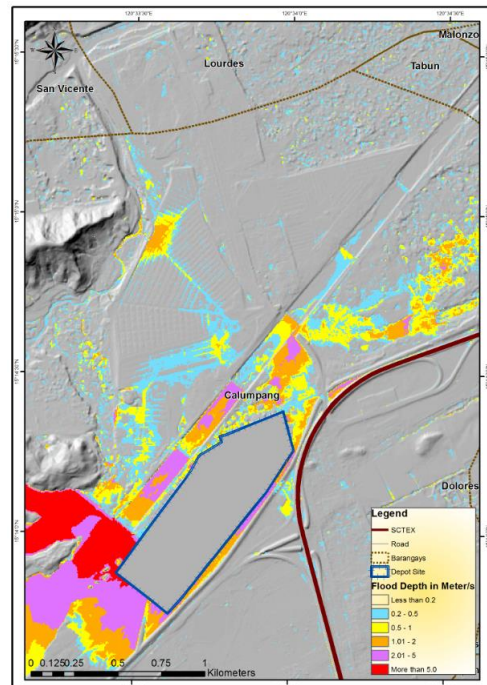 120°33'30"E 120°34'0"E 120°34'30"E
Malonzo
Lourdes
Tabun
San Vicente
Calumpang
Dolores
Legend
SCTEX
Road
Barangays
Depot Site
Flood Depth in Meter/s
Less than 0.2
0.2 - 0.5
0.5 - 1
1.01 - 2
2.01 - 5
More than 5.0
0 0.125 0.25 0.5 0.75 1
Kilometers